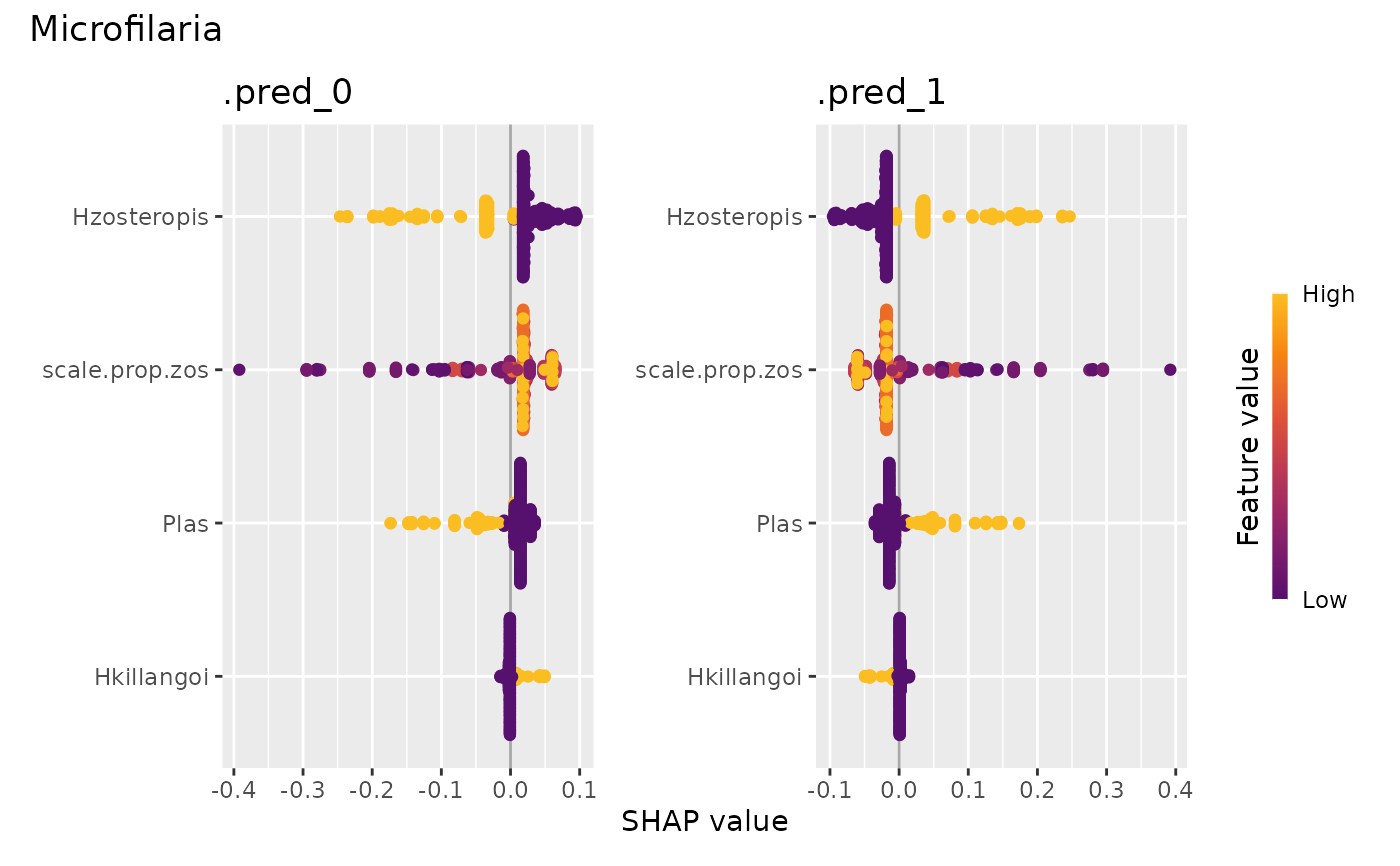 Microfilaria
.pred_0
Hzosteropis
scale.prop.zos
Plas
Hkillangoi
-0.4 -0.3 -0.2 -0.1 0.0 0.1
.pred_1
Hzosteropis
scale.prop.zos
Plas
Hkillangoi
-0.1 0.0 0.1 0.2 0.3 0.4
SHAP value
Feature value
High
Low